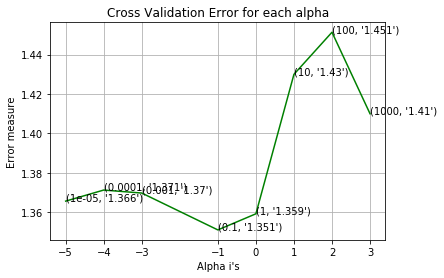 Cross Validation Error for each alpha
Error measure
1.44
1.42
1.40
1.38
1.36
(100, '1.451')
(10, '1.43')
(1000, '1.41')
(0.0001, '1.371')
(0.001, '1.37')
(1e-05, '1.366')
(1, '1.359')
(0.1, '1.351')
−5 −4 −3 −1 0 1 2 3
Alpha i's